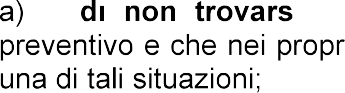 a) di non trovars
preventivo e che nei propr
una di tali situazioni;